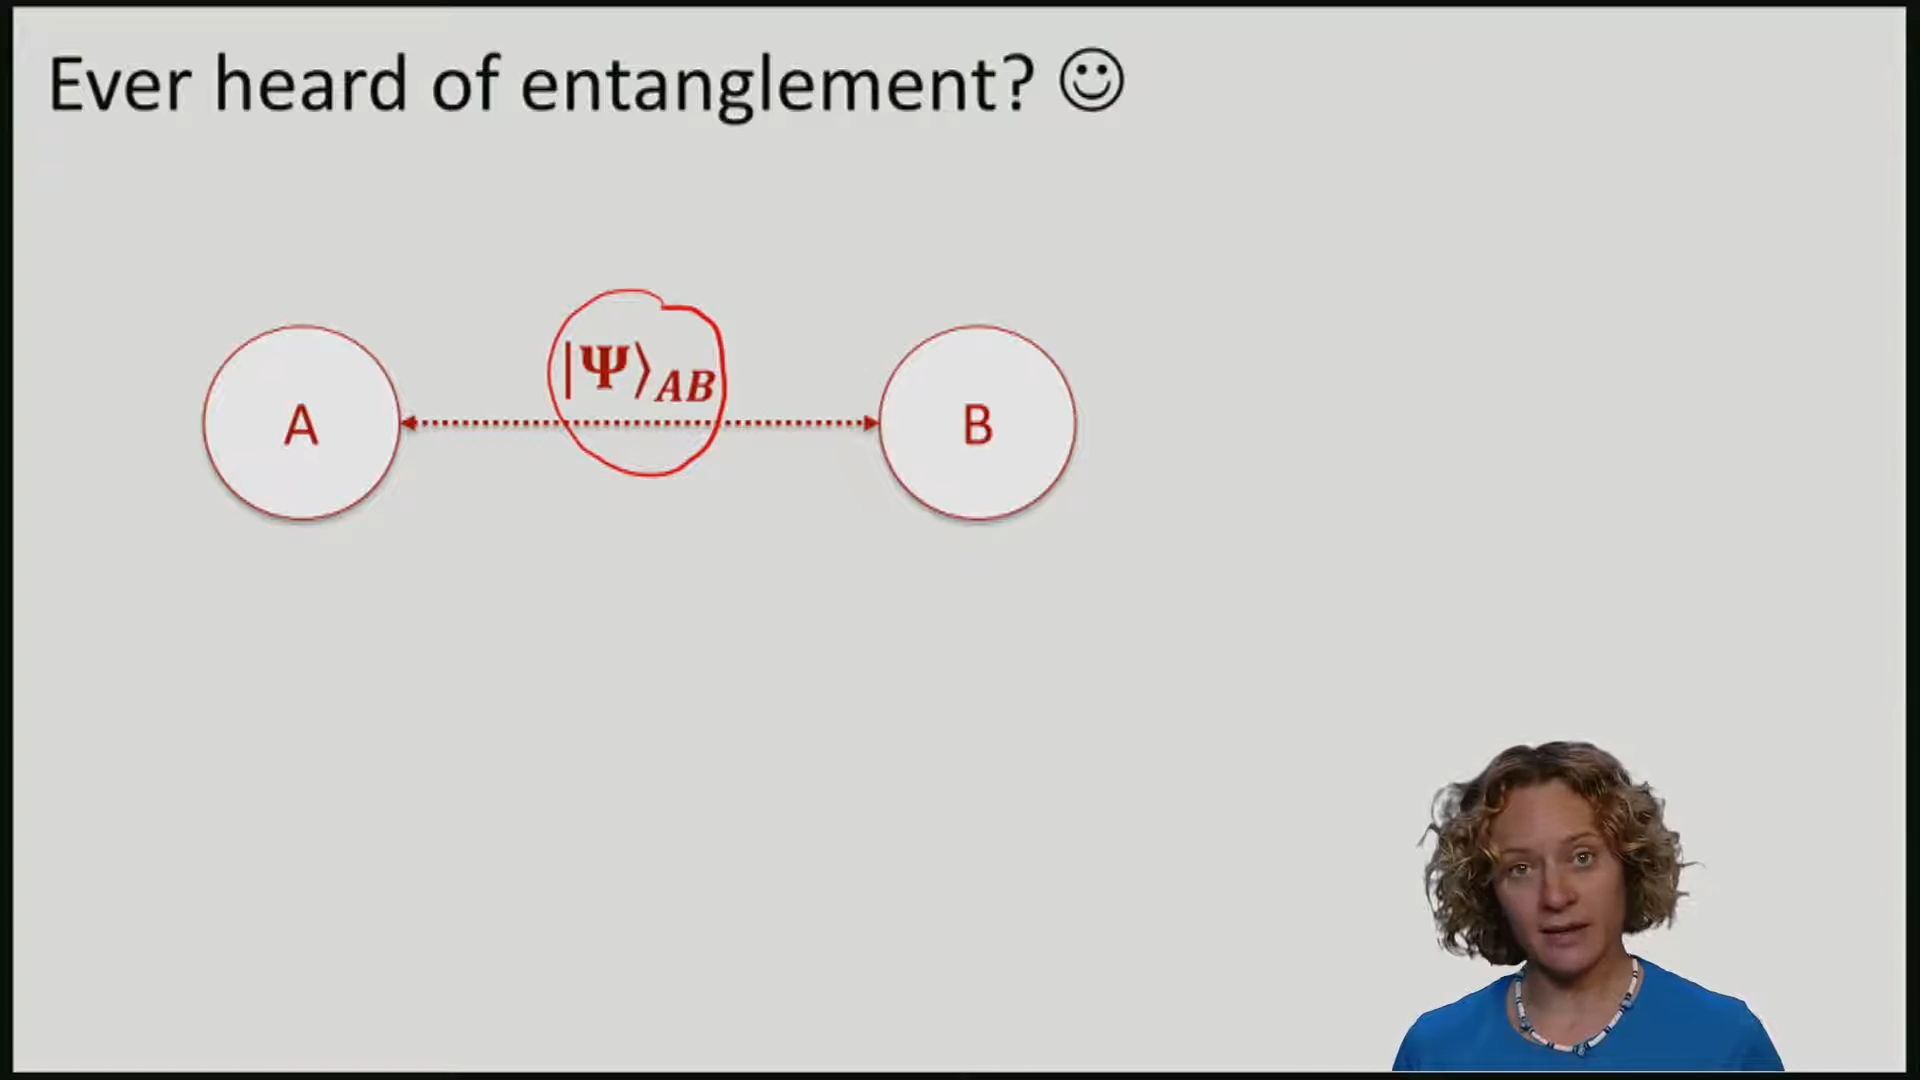 Ever heard of entanglement? ☺
|Ψ⟩AB
A
B